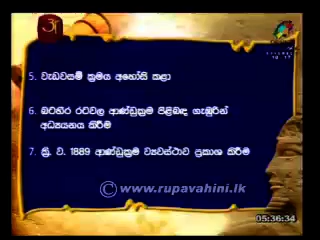 5. වැඩවසම් ක්‍රමය අහෝසි කළා
6. බටහිර රටවල ආණ්ඩුක්‍රම පිළිබඳ ගැඹුරින්
අධ්‍යයනය කිරීම
7. ක්‍රි. ව. 1889 ආණ්ඩුක්‍රම ව්‍යවස්ථාව ප්‍රකාශ කිරීම
©www.rupavahini.lk
05:36:34